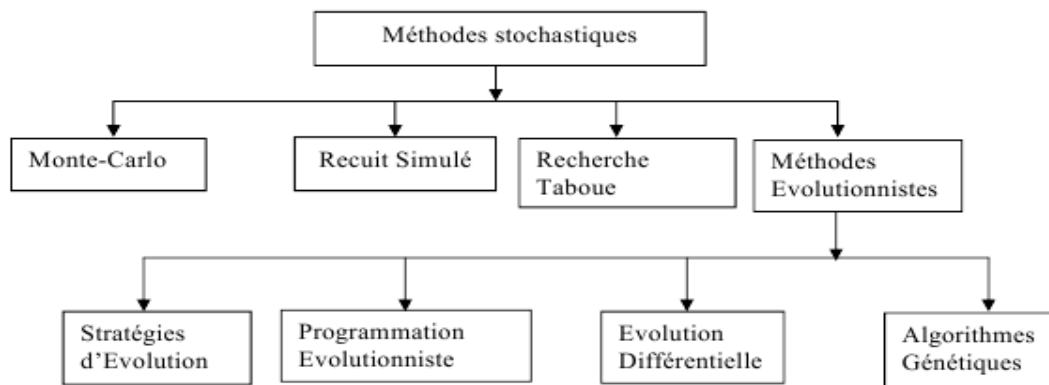 Méthodes stochastiques
Monte-Carlo
Recuit Simulé
Recherche
Taboue
Méthodes
Evolutionnistes
Stratégies
d’Evolution
Programmation
Evolutionniste
Evolution
Différentielle
Algorithmes
Génétiques